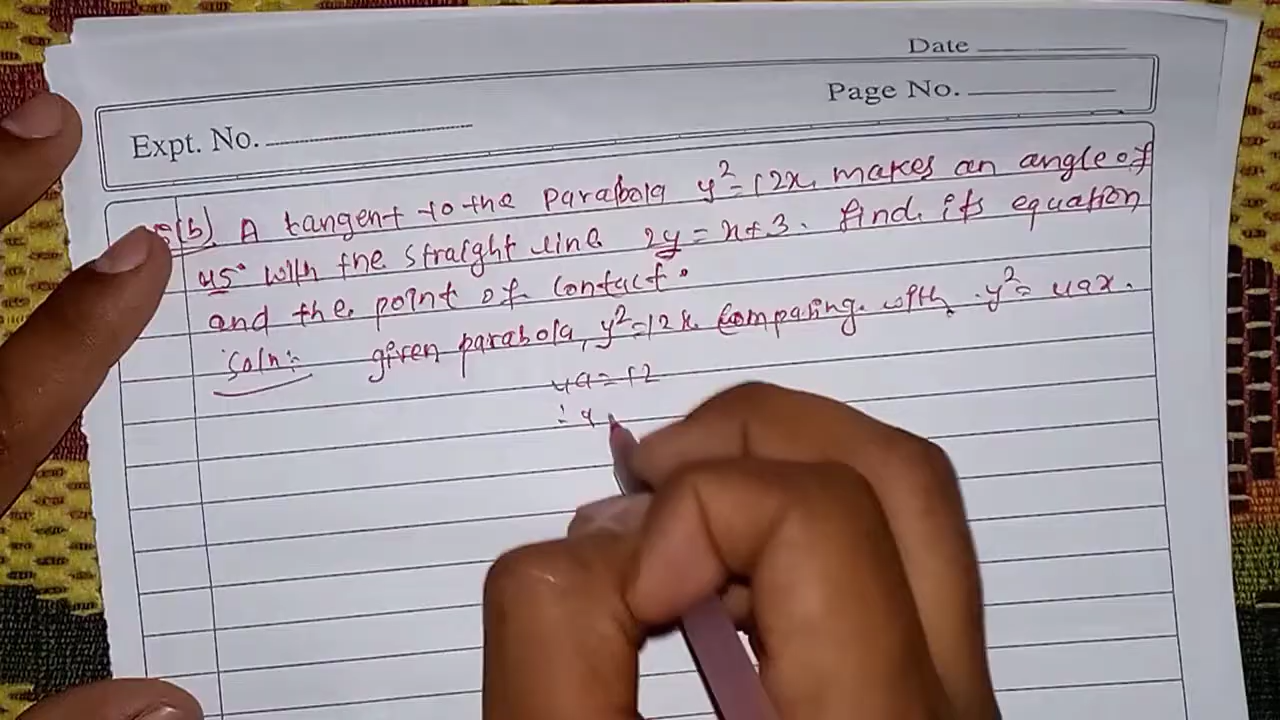 Date
Page No.
Expt. No.
(b). A tangent to the parabola y²=12x, makes an angle of
45° with the straight line 2y = x+3. find its equation
and the point of contact.
Soln:- given parabola, y²=12x. Comparing with y²= 4ax.
4a=12
∴ a